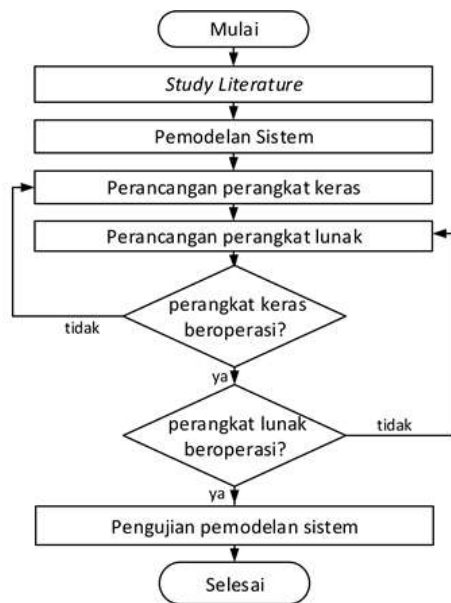 Mulai
Study Literature
Pemodelan Sistem
Perancangan perangkat keras
Perancangan perangkat lunak
perangkat keras
beroperasi?
tidak
ya
perangkat lunak
beroperasi?
tidak
ya
Pengujian pemodelan sistem
Selesai